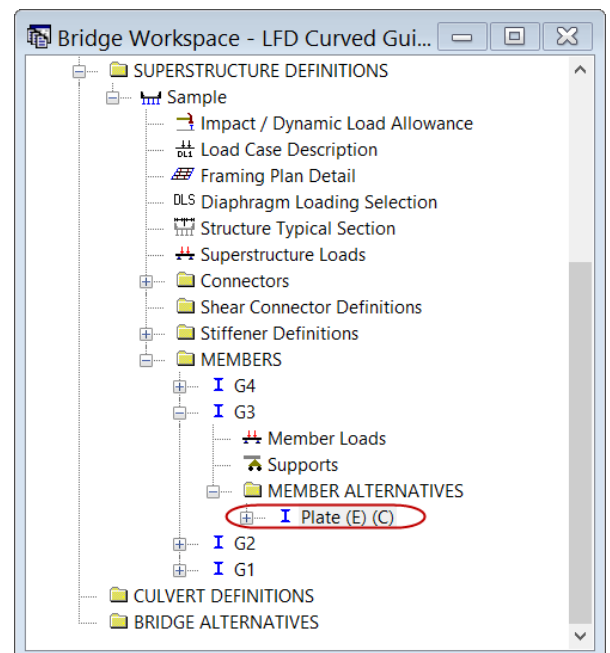 Bridge Workspace - LFD Curved Gui...
SUPERSTRUCTURE DEFINITIONS
Sample
Impact / Dynamic Load Allowance
DL1 Load Case Description
Framing Plan Detail
DLS Diaphragm Loading Selection
Structure Typical Section
Superstructure Loads
Connectors
Shear Connector Definitions
Stiffener Definitions
MEMBERS
G4
G3
Member Loads
Supports
MEMBER ALTERNATIVES
Plate (E) (C)
G2
G1
CULVERT DEFINITIONS
BRIDGE ALTERNATIVES